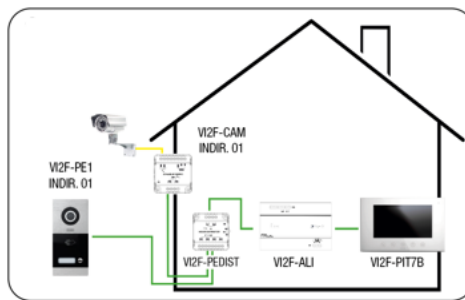 VI2F-CAM
INDIR. 01
VI2F-PE1
INDIR. 01
VI2F-PEDIST
VI2F-ALI
VI2F-PIT7B